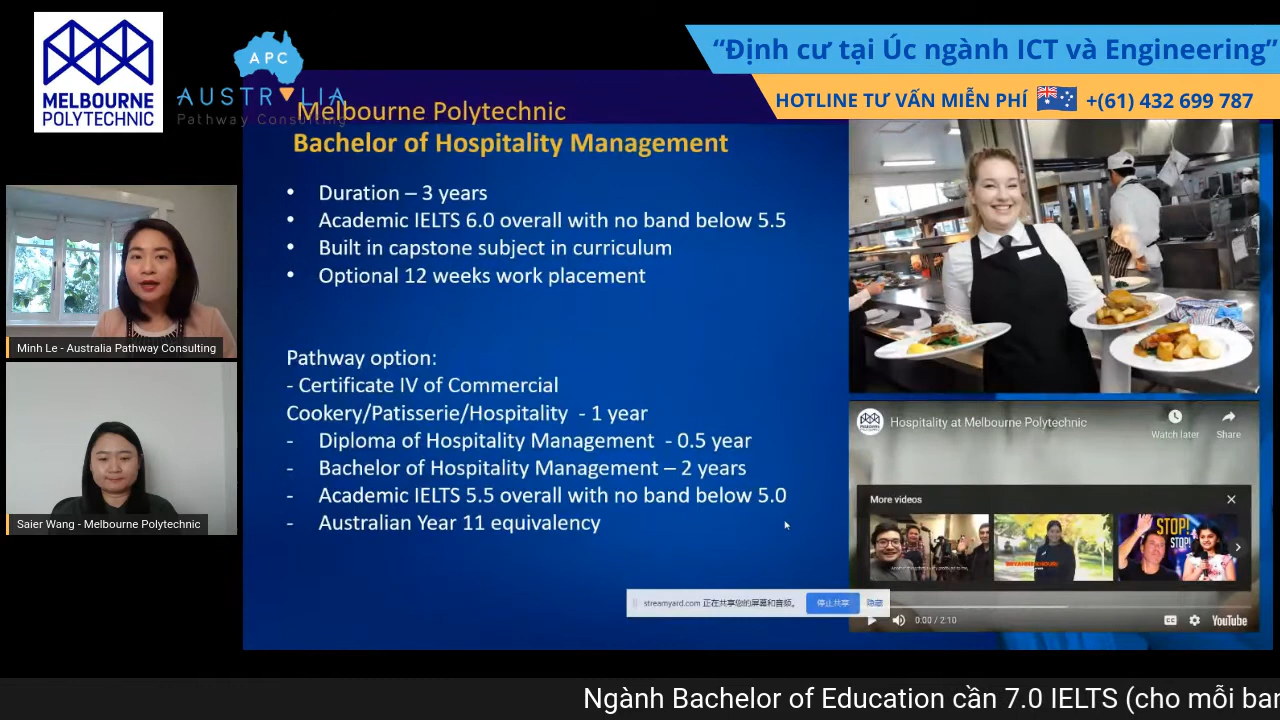 MELBOURNE
POLYTECHNIC
APC
AUSTRALIA
Pathway Consulting
“Định cư tại Úc ngành ICT và Engineering”
HOTLINE TƯ VẤN MIỄN PHÍ +(61) 432 699 787
Melbourne Polytechnic
Bachelor of Hospitality Management
• Duration – 3 years
• Academic IELTS 6.0 overall with no band below 5.5
• Built in capstone subject in curriculum
• Optional 12 weeks work placement
Pathway option:
- Certificate IV of Commercial
Cookery/Patisserie/Hospitality - 1 year
- Diploma of Hospitality Management - 0.5 year
- Bachelor of Hospitality Management – 2 years
- Academic IELTS 5.5 overall with no band below 5.0
- Australian Year 11 equivalency
Minh Le - Australia Pathway Consulting
Saier Wang - Melbourne Polytechnic
Hospitality at Melbourne Polytechnic
Watch later
Share
More videos
STOP!
STOP!
streamyard.com 正在共享您的屏幕和音频。
停止共享
隐藏
0:00 / 2:10
CC
YouTube
Ngành Bachelor of Education cần 7.0 IELTS (cho mỗi ban